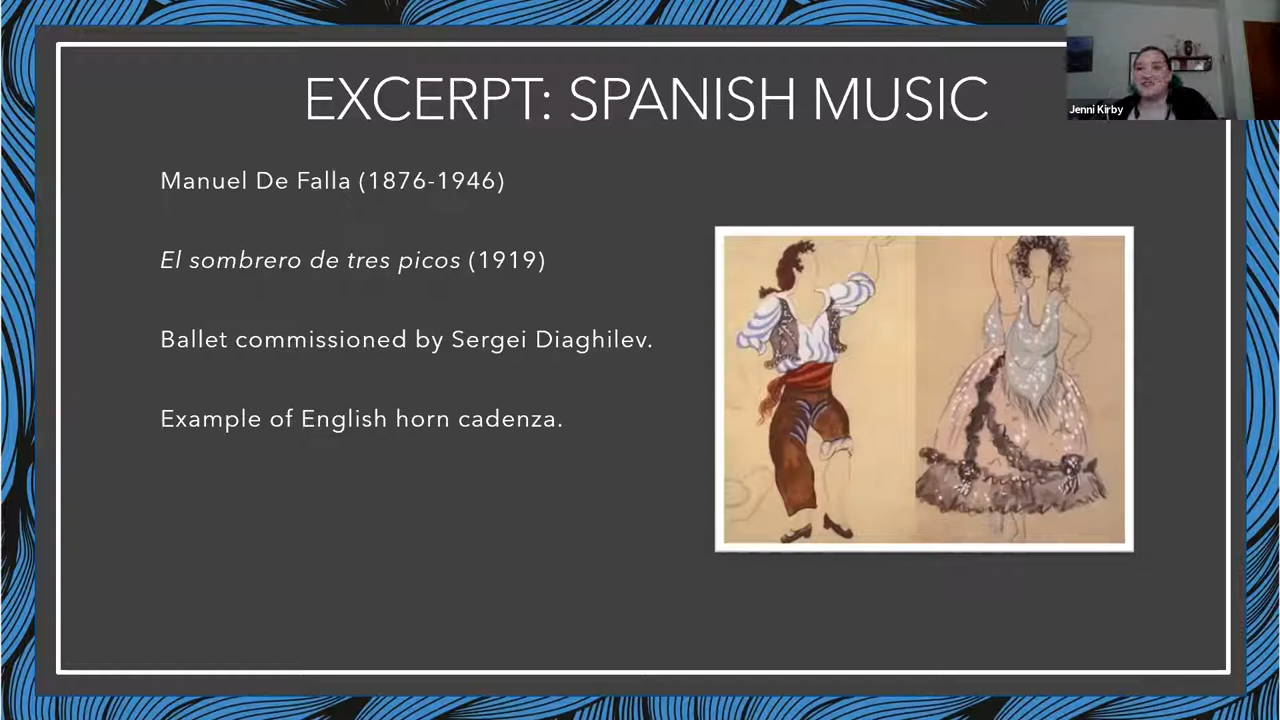 EXCERPT: SPANISH MUSIC
Jenni Kirby
Manuel De Falla (1876-1946)
El sombrero de tres picos (1919)
Ballet commissioned by Sergei Diaghilev.
Example of English horn cadenza.